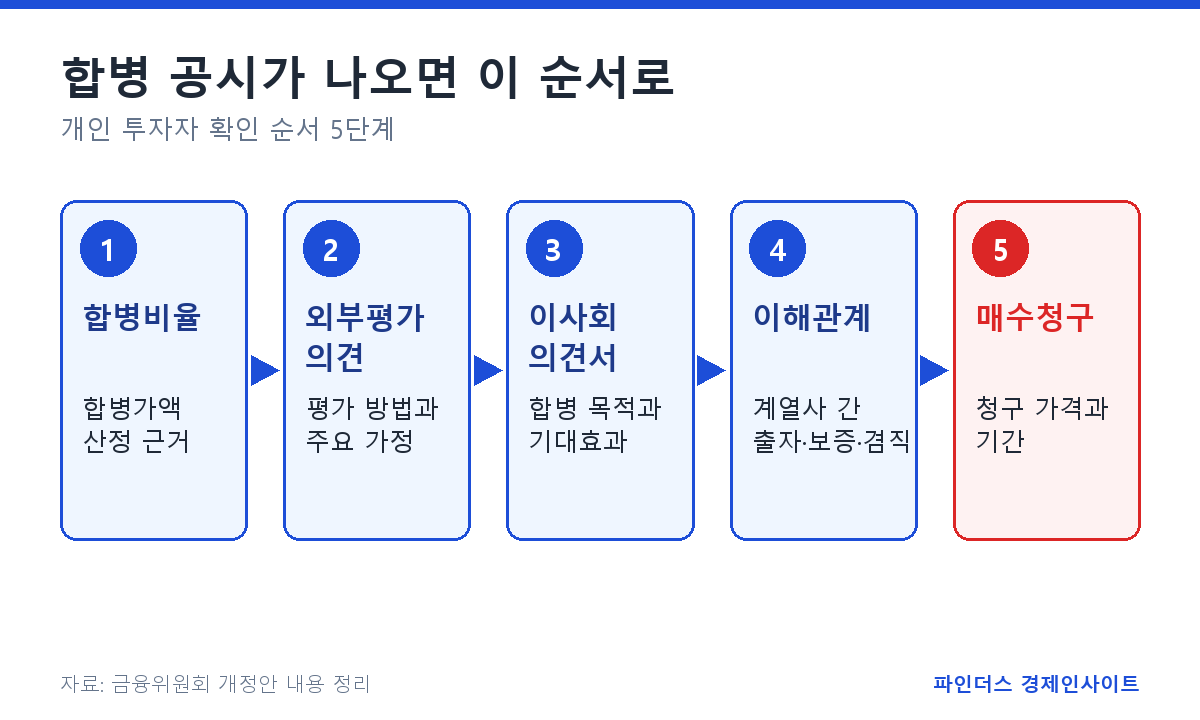 합병 공시가 나오면 이 순서로
개인 투자자 확인 순서 5단계
1
합병비율
합병가액
산정 근거
2
외부평가
의견
평가 방법과
주요 가정
3
이사회
의견서
합병 목적과
기대효과
4
이해관계
계열사 간
출자·보증·겸직
5
매수청구
청구 가격과
기간
자료: 금융위원회 개정안 내용 정리
파인더스 경제인사이트